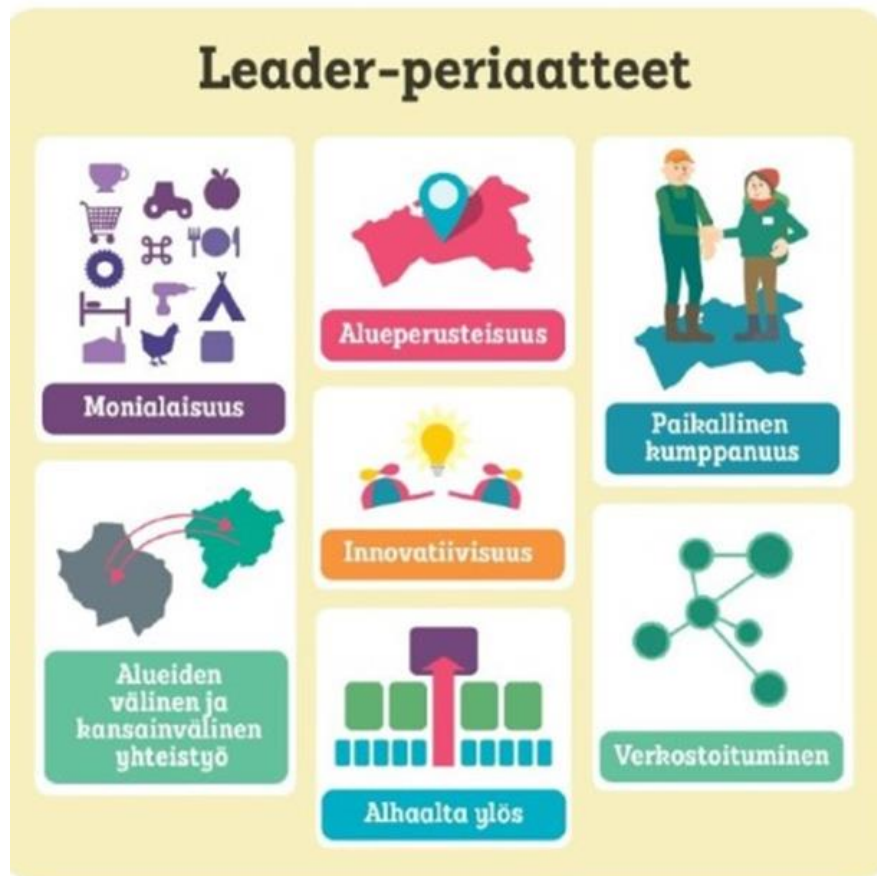 Leader-periaatteet
Monialaisuus
Alueperusteisuus
Paikallinen
kumppanuus
Alueiden
välinen ja
kansainvälinen
yhteistyö
Innovatiivisuus
Alhaalta ylös
Verkostoituminen